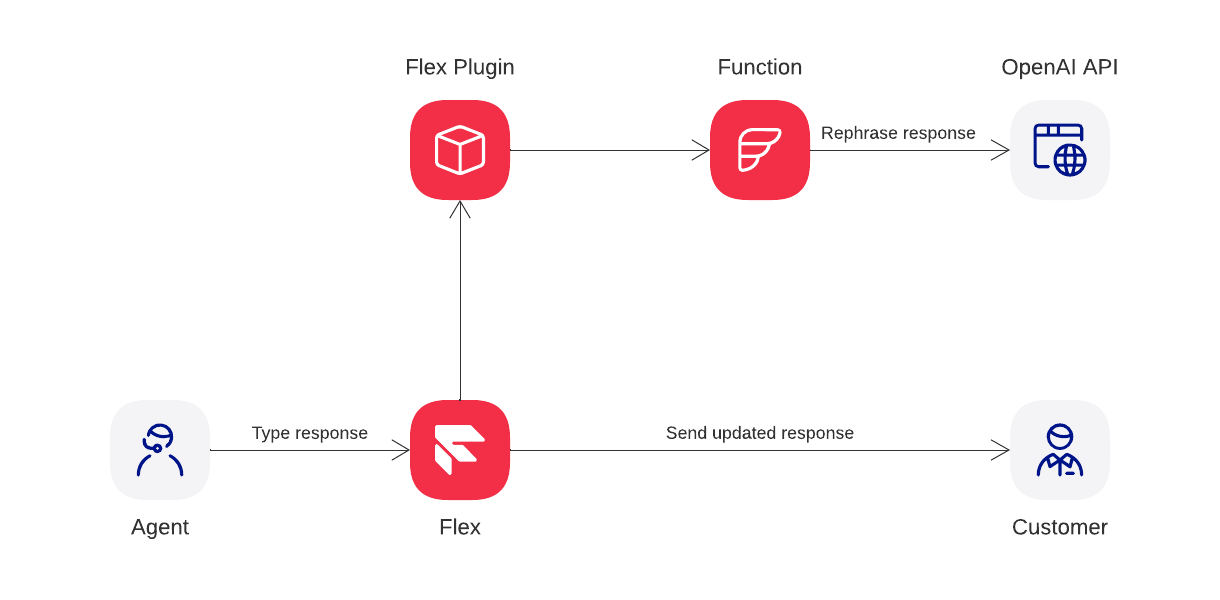 Flex Plugin
Function
OpenAI API
Rephrase response
Type response
Send updated response
Agent
Flex
Customer